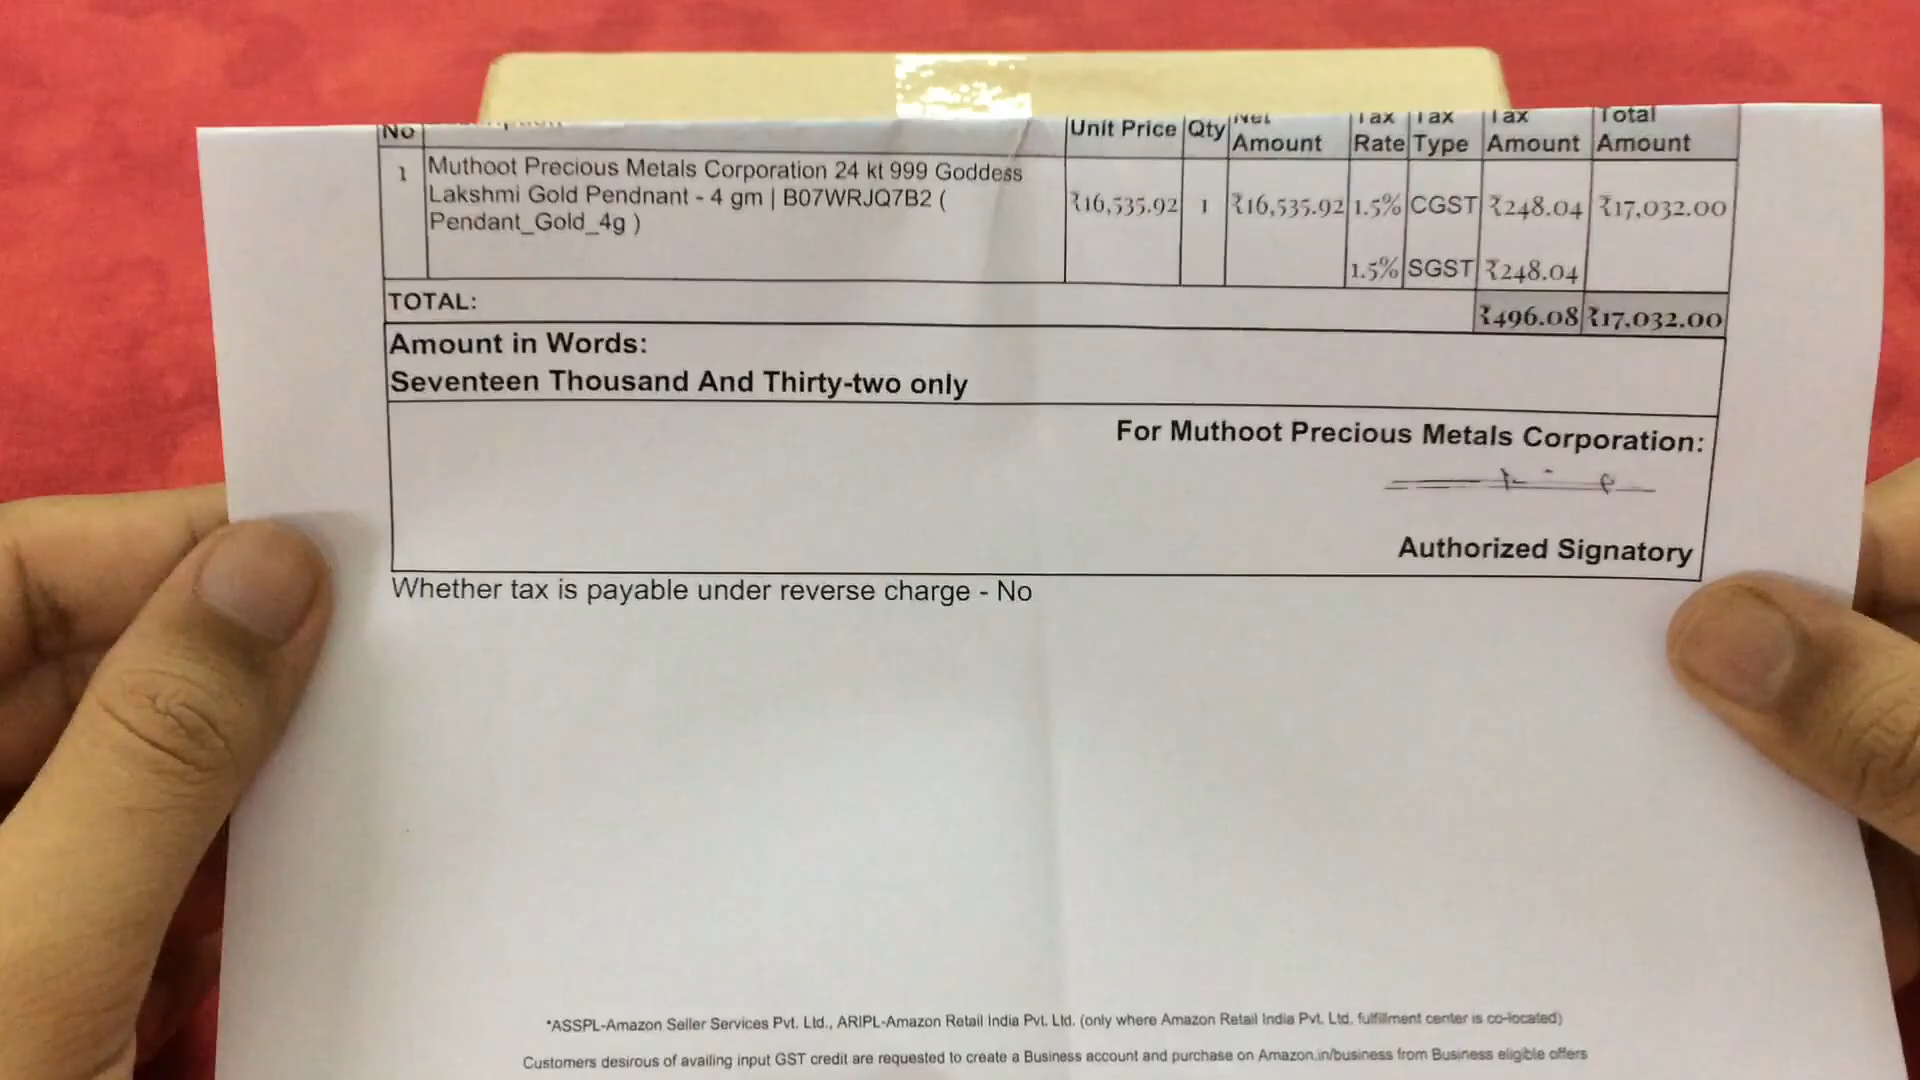 No Unit Price Qty Net Amount Tax Rate Tax Type Tax Amount Total Amount
1 Muthoot Precious Metals Corporation 24 kt 999 Goddess
Lakshmi Gold Pendnant - 4 gm | B07WRJQ7B2 (
Pendant_Gold_4g )
₹16,535.92 1 ₹16,535.92 1.5% CGST ₹248.04 ₹17,032.00
1.5% SGST ₹248.04
TOTAL: ₹496.08 ₹17,032.00
Amount in Words:
Seventeen Thousand And Thirty-two only
For Muthoot Precious Metals Corporation:
Authorized Signatory
Whether tax is payable under reverse charge - No
*ASSPL-Amazon Seller Services Pvt. Ltd., ARIPL-Amazon Retail India Pvt. Ltd. (only where Amazon Retail India Pvt. Ltd. fulfillment center is co-located)
Customers desirous of availing input GST credit are requested to create a Business account and purchase on Amazon.in/business from Business eligible offers